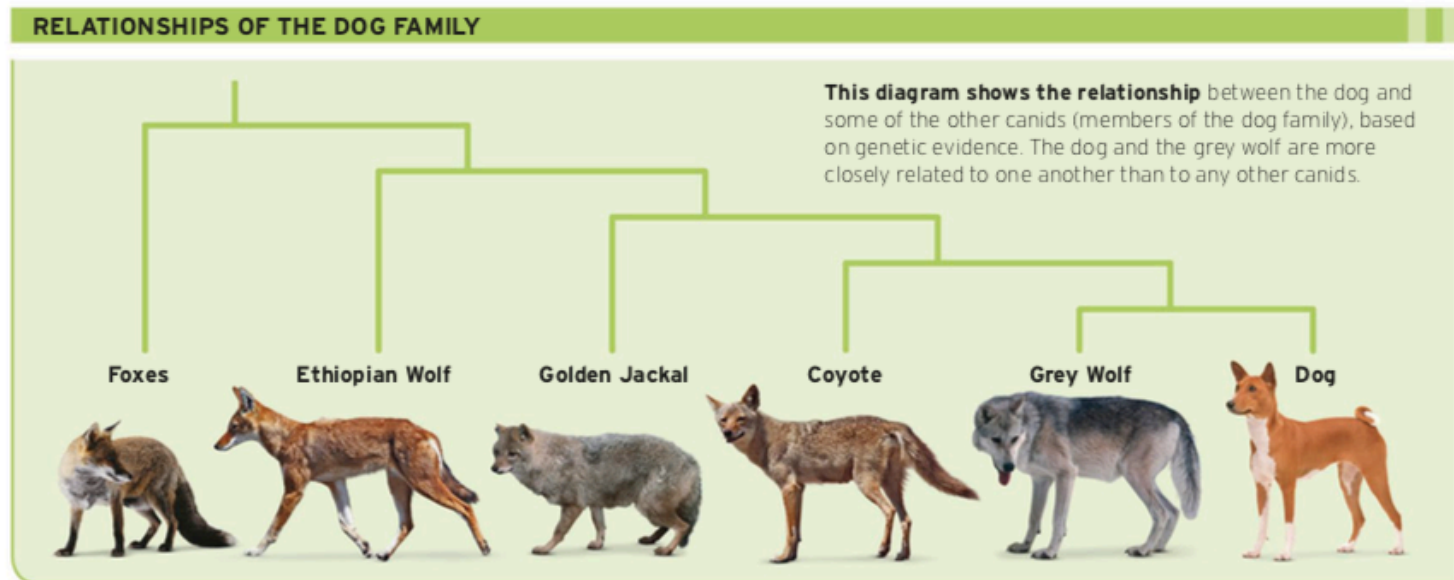 RELATIONSHIPS OF THE DOG FAMILY
This diagram shows the relationship between the dog and
some of the other canids (members of the dog family), based
on genetic evidence. The dog and the grey wolf are more
closely related to one another than to any other canids.
Foxes
Ethiopian Wolf
Golden Jackal
Coyote
Grey Wolf
Dog